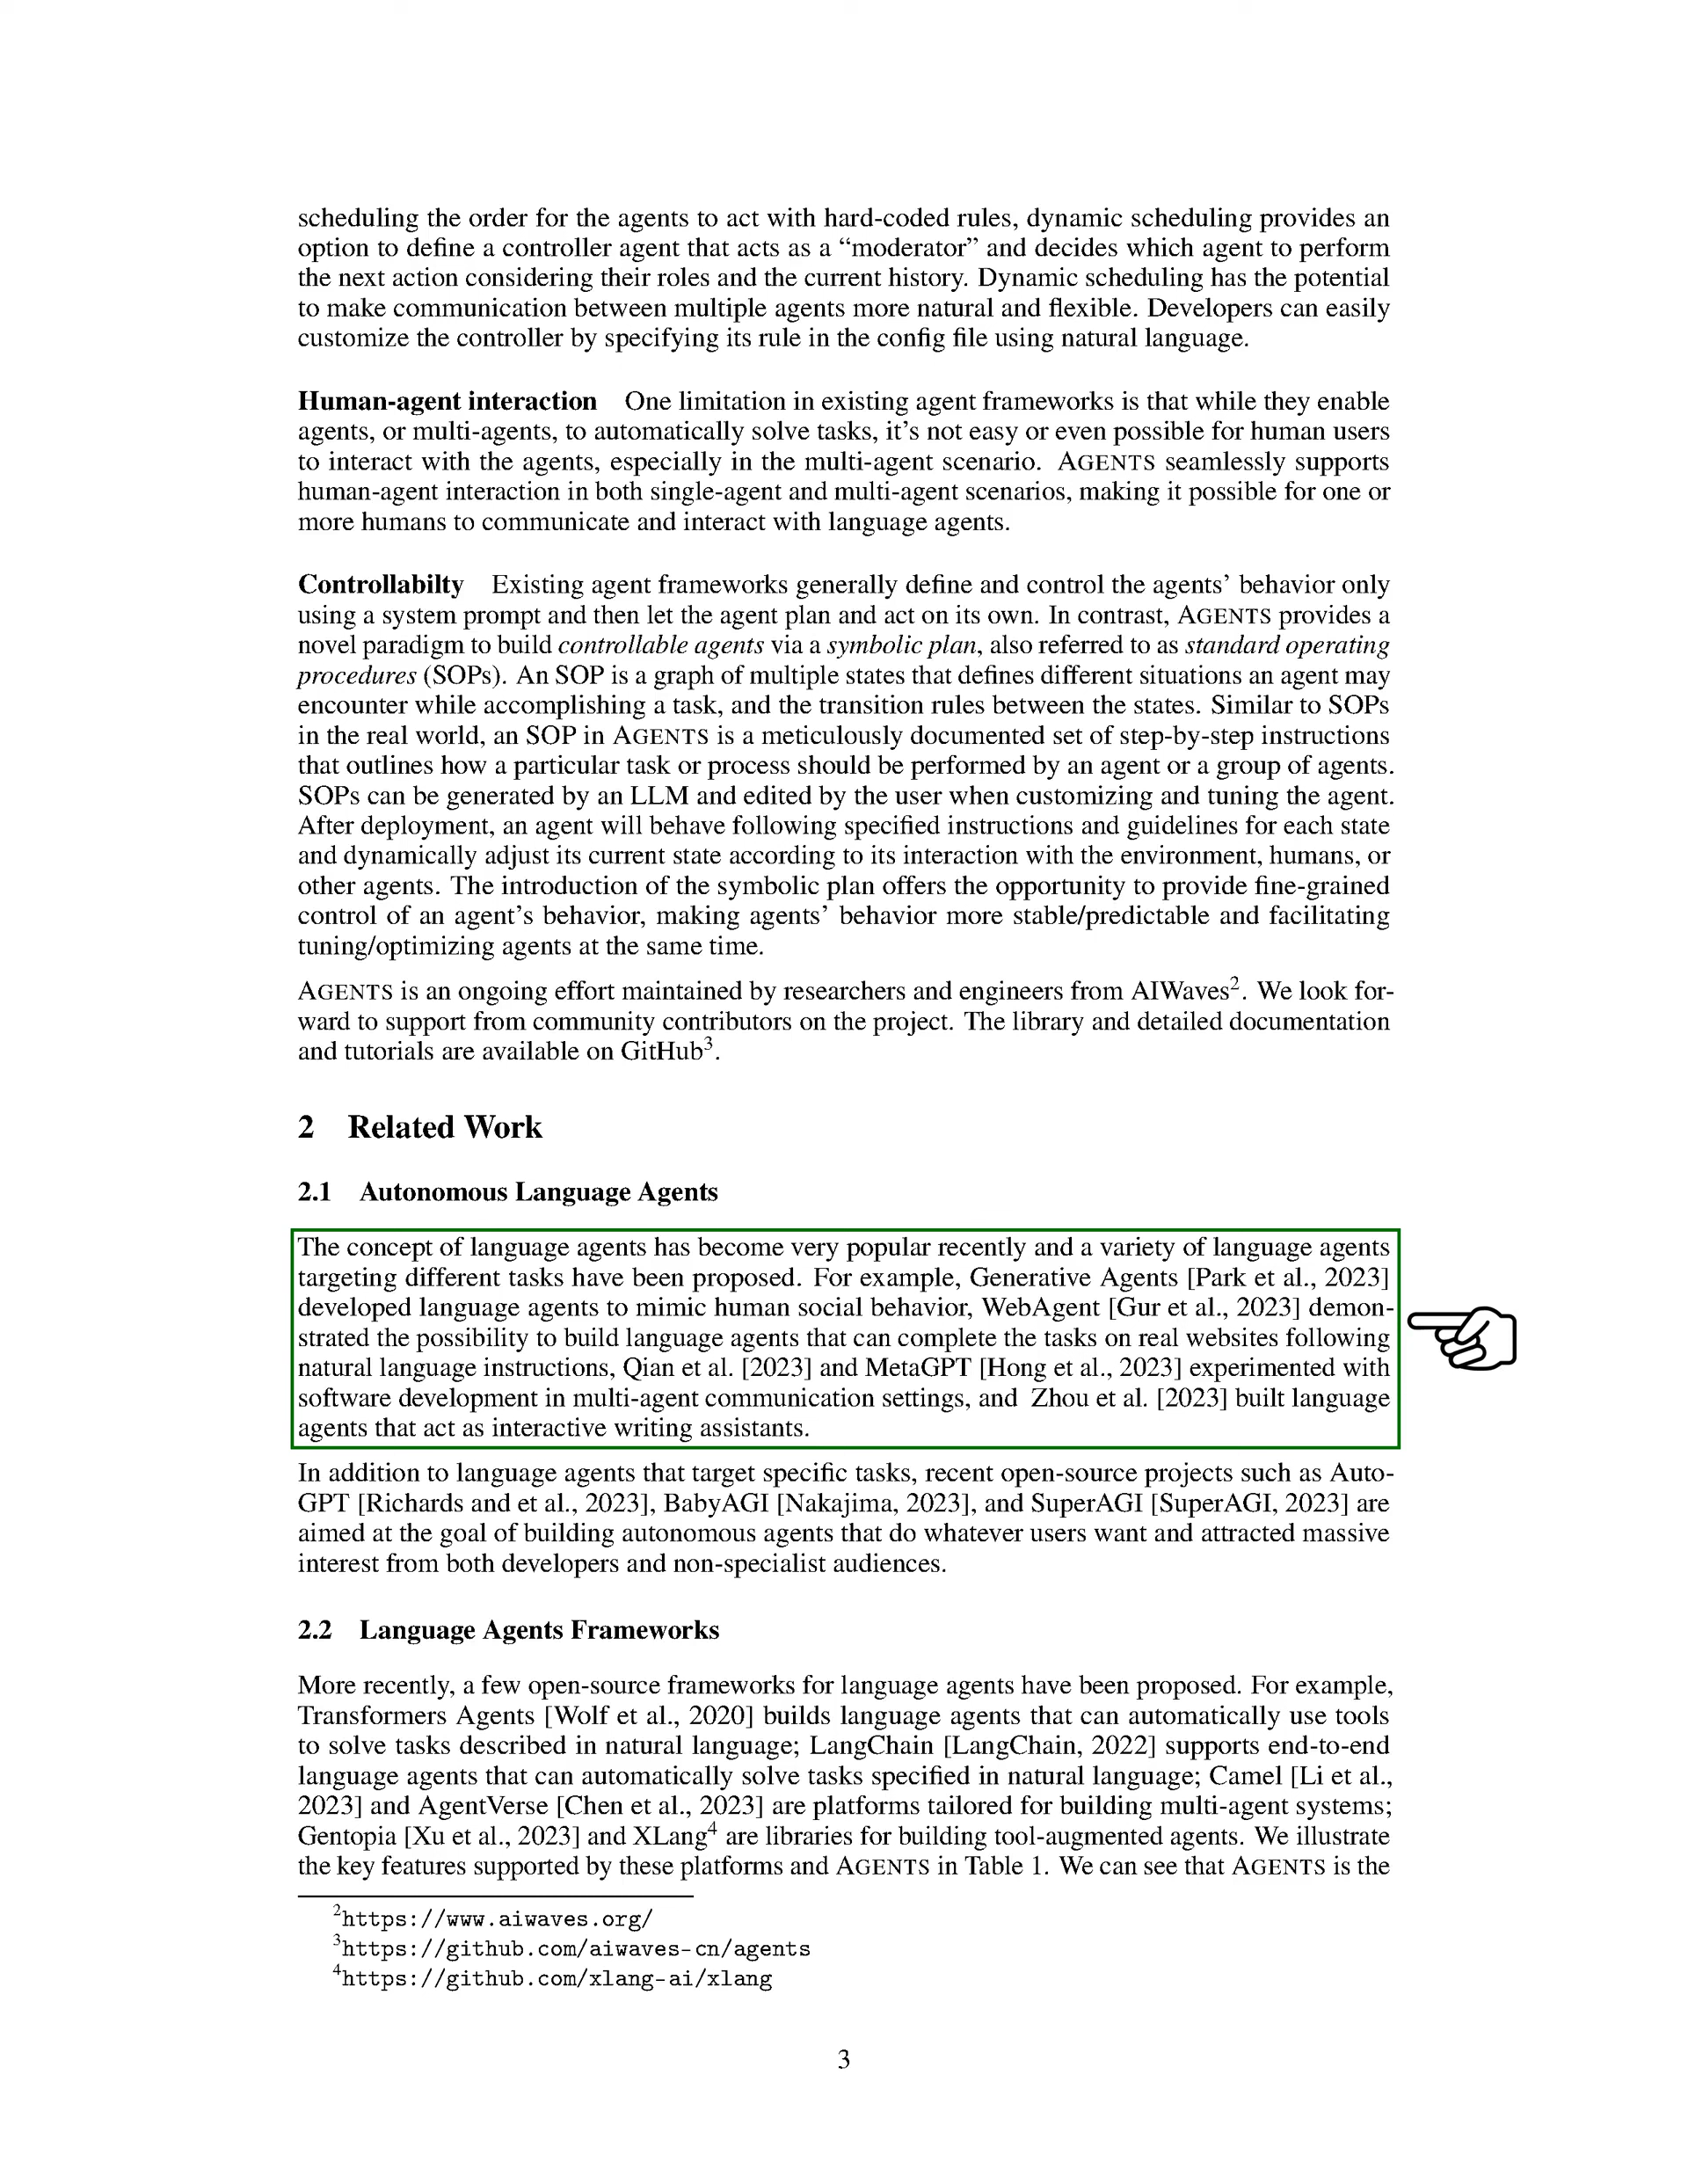 scheduling the order for the agents to act with hard-coded rules, dynamic scheduling provides an
option to define a controller agent that acts as a “moderator” and decides which agent to perform
the next action considering their roles and the current history. Dynamic scheduling has the potential
to make communication between multiple agents more natural and flexible. Developers can easily
customize the controller by specifying its rule in the config file using natural language.
Human-agent interaction One limitation in existing agent frameworks is that while they enable
agents, or multi-agents, to automatically solve tasks, it’s not easy or even possible for human users
to interact with the agents, especially in the multi-agent scenario. AGENTS seamlessly supports
human-agent interaction in both single-agent and multi-agent scenarios, making it possible for one or
more humans to communicate and interact with language agents.
Controllabilty Existing agent frameworks generally define and control the agents’ behavior only
using a system prompt and then let the agent plan and act on its own. In contrast, AGENTS provides a
novel paradigm to build controllable agents via a symbolic plan, also referred to as standard operating
procedures (SOPs). An SOP is a graph of multiple states that defines different situations an agent may
encounter while accomplishing a task, and the transition rules between the states. Similar to SOPs
in the real world, an SOP in AGENTS is a meticulously documented set of step-by-step instructions
that outlines how a particular task or process should be performed by an agent or a group of agents.
SOPs can be generated by an LLM and edited by the user when customizing and tuning the agent.
After deployment, an agent will behave following specified instructions and guidelines for each state
and dynamically adjust its current state according to its interaction with the environment, humans, or
other agents. The introduction of the symbolic plan offers the opportunity to provide fine-grained
control of an agent’s behavior, making agents’ behavior more stable/predictable and facilitating
tuning/optimizing agents at the same time.
AGENTS is an ongoing effort maintained by researchers and engineers from AIWaves2. We look for-
ward to support from community contributors on the project. The library and detailed documentation
and tutorials are available on GitHub3.
2 Related Work
2.1 Autonomous Language Agents
The concept of language agents has become very popular recently and a variety of language agents
targeting different tasks have been proposed. For example, Generative Agents [Park et al., 2023]
developed language agents to mimic human social behavior, WebAgent [Gur et al., 2023] demon-
strated the possibility to build language agents that can complete the tasks on real websites following
natural language instructions, Qian et al. [2023] and MetaGPT [Hong et al., 2023] experimented with
software development in multi-agent communication settings, and Zhou et al. [2023] built language
agents that act as interactive writing assistants.
In addition to language agents that target specific tasks, recent open-source projects such as Auto-
GPT [Richards and et al., 2023], BabyAGI [Nakajima, 2023], and SuperAGI [SuperAGI, 2023] are
aimed at the goal of building autonomous agents that do whatever users want and attracted massive
interest from both developers and non-specialist audiences.
2.2 Language Agents Frameworks
More recently, a few open-source frameworks for language agents have been proposed. For example,
Transformers Agents [Wolf et al., 2020] builds language agents that can automatically use tools
to solve tasks described in natural language; LangChain [LangChain, 2022] supports end-to-end
language agents that can automatically solve tasks specified in natural language; Camel [Li et al.,
2023] and AgentVerse [Chen et al., 2023] are platforms tailored for building multi-agent systems;
Gentopia [Xu et al., 2023] and XLang4 are libraries for building tool-augmented agents. We illustrate
the key features supported by these platforms and AGENTS in Table 1. We can see that AGENTS is the
2https://www.aiwaves.org/
3https://github.com/aiwaves-cn/agents
4https://github.com/xlang-ai/xlang
3